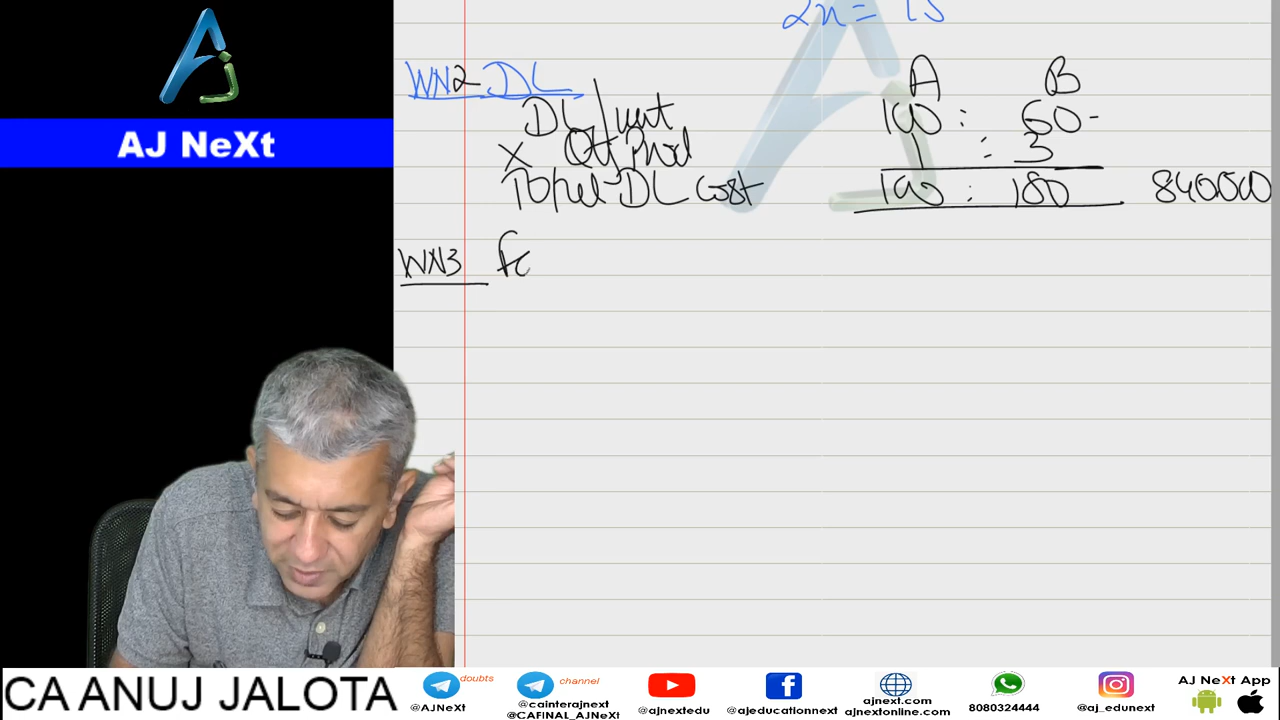 2x = 15
WN2 DL
A B
DL/unit 100 : 60
x Qty Prod 1 : 3
Total DL cost 100 : 180 840000
WN3 fc
AJ NeXt
CA ANUJ JALOTA
doubts
@AJNeXt
channel
@cainterajnext
@CAFINAL_AJNeXt
@ajnextedu
@ajeducationnext
ajnext.com
ajnextonline.com
8080324444
@aj_edunext
AJ NeXt App